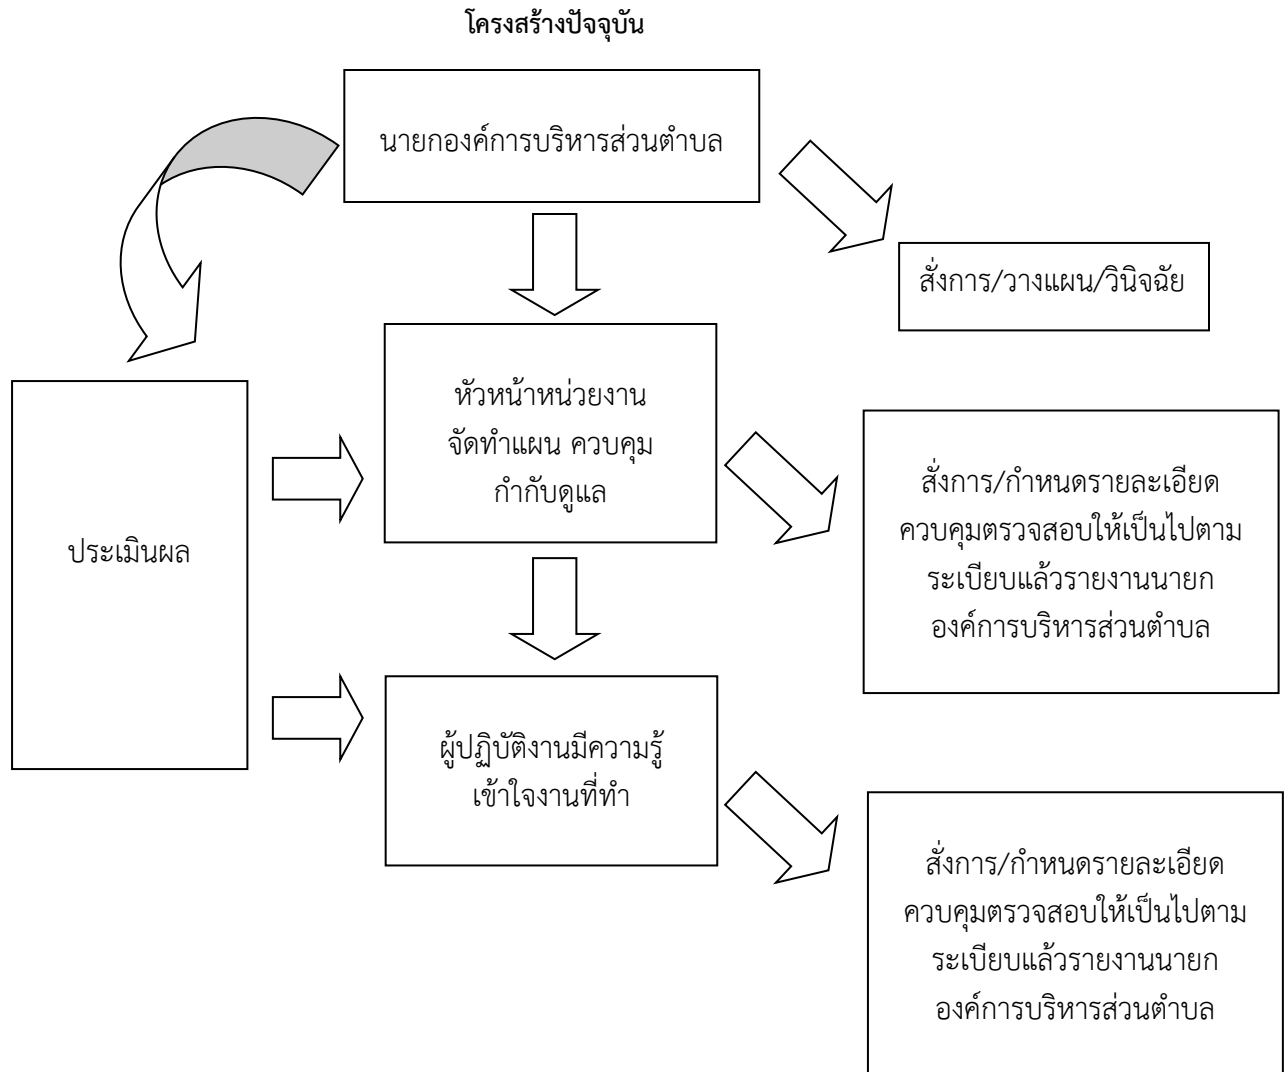 โครงสร้างปัจจุบัน
นายกองค์การบริหารส่วนตำบล
สั่งการ/วางแผน/วินิจฉัย
หัวหน้าหน่วยงาน
จัดทำแผน ควบคุม
กำกับดูแล
สั่งการ/กำหนดรายละเอียด
ควบคุมตรวจสอบให้เป็นไปตาม
ระเบียบแล้วรายงานนายก
องค์การบริหารส่วนตำบล
ประเมินผล
ผู้ปฏิบัติงานมีความรู้
เข้าใจงานที่ทำ
สั่งการ/กำหนดรายละเอียด
ควบคุมตรวจสอบให้เป็นไปตาม
ระเบียบแล้วรายงานนายก
องค์การบริหารส่วนตำบล